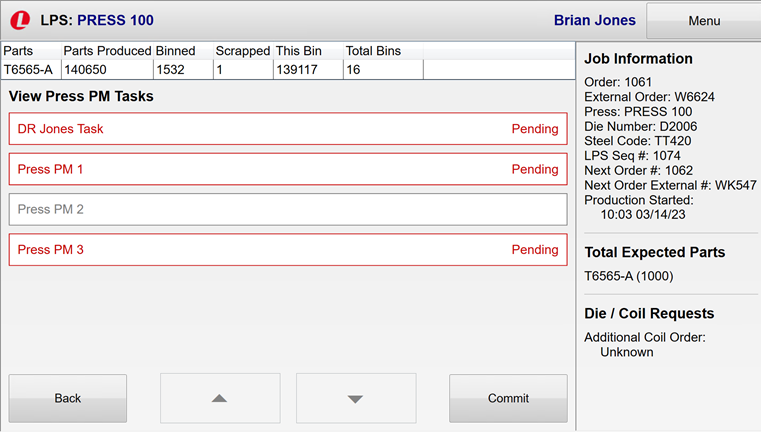 L LPS: PRESS 100 Brian Jones Menu
Parts Parts Produced Binned Scrapped This Bin Total Bins
T6565-A 140650 1532 1 139117 16
View Press PM Tasks
DR Jones Task Pending
Press PM 1 Pending
Press PM 2
Press PM 3 Pending
Back Commit
Job Information
Order: 1061
External Order: W6624
Press: PRESS 100
Die Number: D2006
Steel Code: TT420
LPS Seq #: 1074
Next Order #: 1062
Next Order External #: WK547
Production Started:
10:03 03/14/23
Total Expected Parts
T6565-A (1000)
Die / Coil Requests
Additional Coil Order:
Unknown